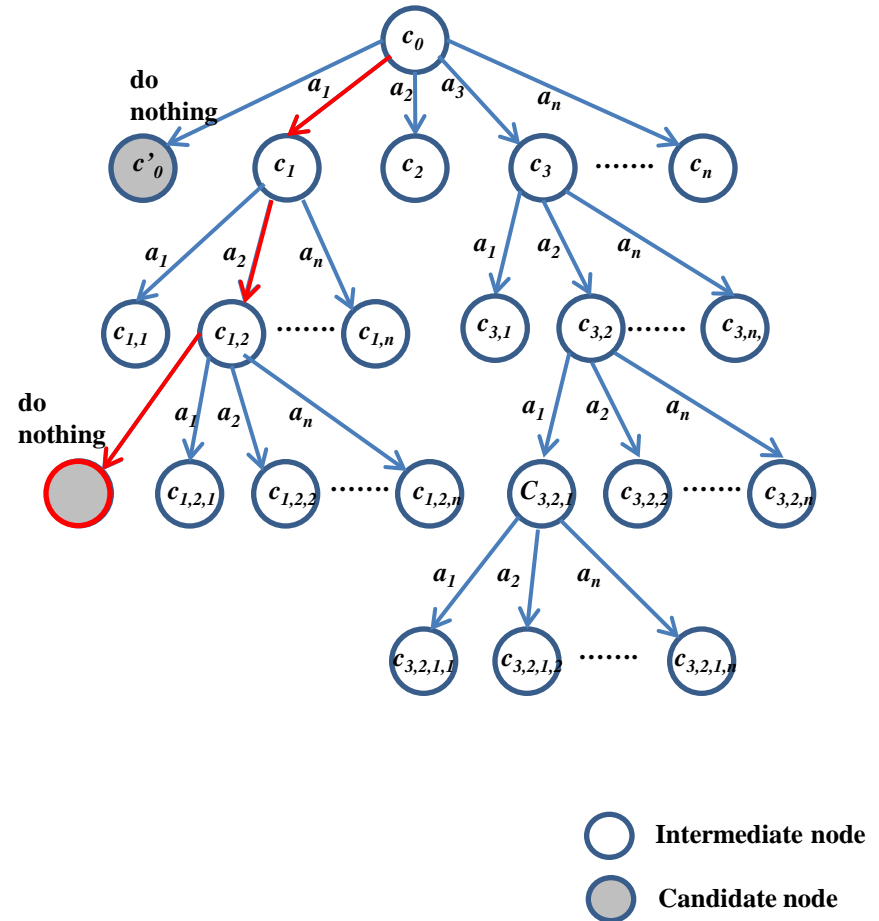 c0
do
nothing
a1
a2
a3
an
c'0
c1
c2
c3
.......
cn
a1
a2
an
a1
a2
an
c1,1
c1,2
.......
c1,n
c3,1
c3,2
.......
c3,n,
do
nothing
a1
a2
an
a1
a2
an
c1,2,1
c1,2,2
.......
c1,2,n
C3,2,1
c3,2,2
.......
c3,2,n
a1
a2
an
c3,2,1,1
c3,2,1,2
.......
c3,2,1,n
Intermediate node
Candidate node